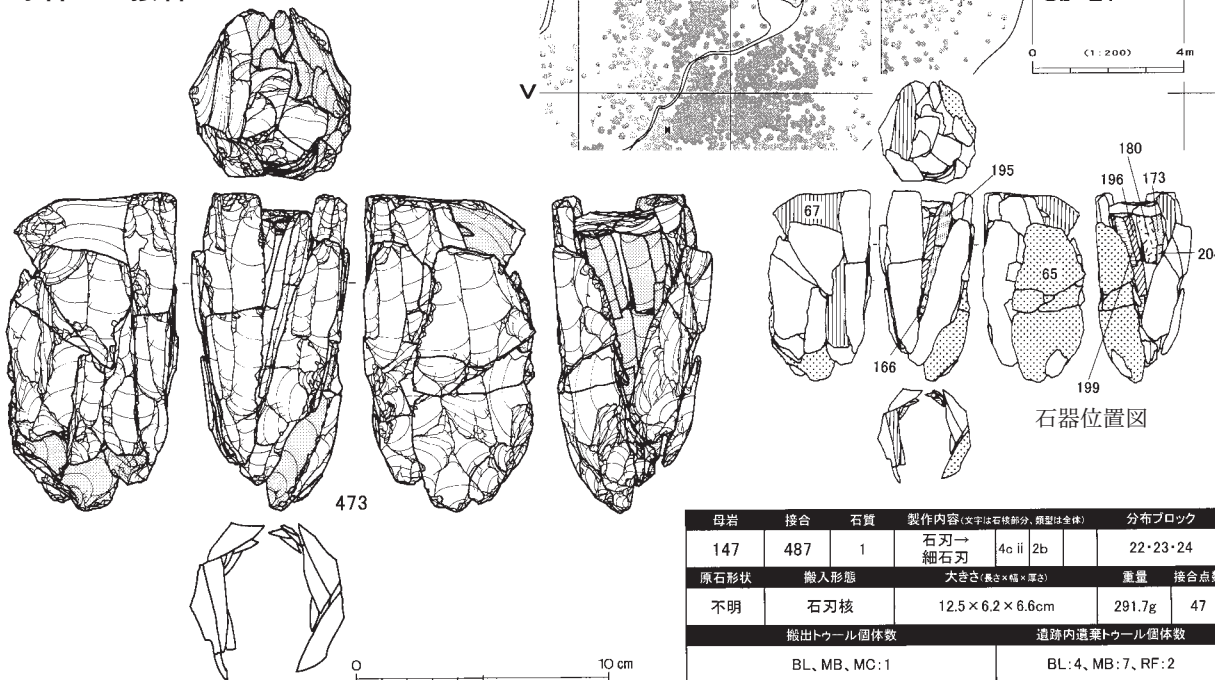 V
0 (1:200) 4m
180
196 173
195
67
65
20
166
199
石器位置図
473
0 10 cm
母岩 接合 石質 製作内容(文字は石核部分、類型は全体) 分布ブロック
147 487 1 石刃→細石刃 4c ii 2b 22・23・24
原石形状 搬入形態 大きさ(長さ×幅×厚さ) 重量 接合点数
不明 石刃核 12.5×6.2×6.6cm 291.7g 47
搬出トゥール個体数 遺跡内遺棄トゥール個体数
BL、MB、MC:1 BL:4、MB:7、RF:2